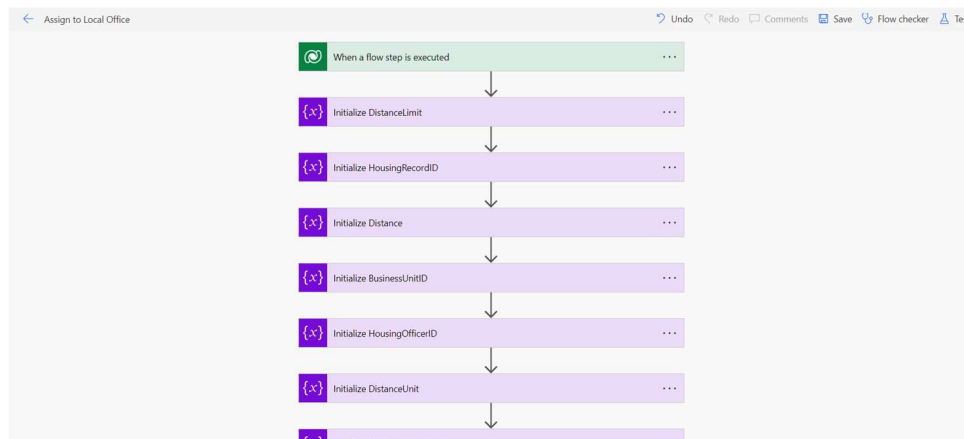 Assign to Local Office
Undo Redo Comments Save Flow checker
When a flow step is executed
{x} Initialize DistanceLimit
{x} Initialize HousingRecordID
{x} Initialize Distance
{x} Initialize BusinessUnitID
{x} Initialize HousingOfficerID
{x} Initialize DistanceUnit